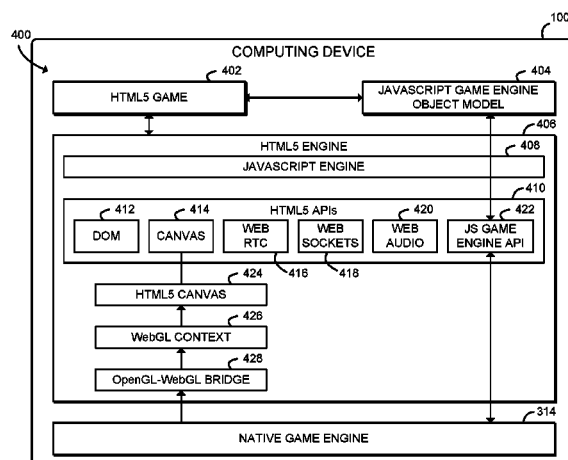 100
COMPUTING DEVICE
400
402
HTML5 GAME
404
JAVASCRIPT GAME ENGINE
OBJECT MODEL
406
HTML5 ENGINE
408
JAVASCRIPT ENGINE
410
HTML5 APIs
412
DOM
414
CANVAS
WEB
RTC
416
WEB
SOCKETS
418
420
WEB
AUDIO
422
JS GAME
ENGINE API
424
HTML5 CANVAS
426
WebGL CONTEXT
428
OpenGL-WebGL BRIDGE
314
NATIVE GAME ENGINE